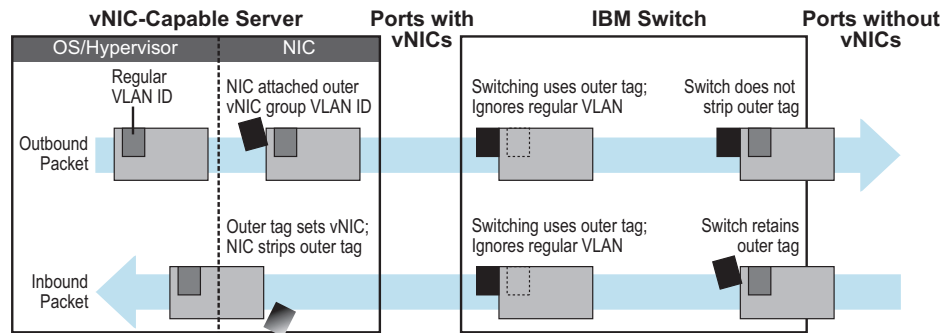 vNIC-Capable Server
Ports with
vNICs
IBM Switch
Ports without
vNICs
OS/Hypervisor
NIC
Regular
VLAN ID
NIC attached outer
vNIC group VLAN ID
Switching uses outer tag;
Ignores regular VLAN
Switch does not
strip outer tag
Outbound
Packet
Outer tag sets vNIC;
NIC strips outer tag
Switching uses outer tag;
Ignores regular VLAN
Switch retains
outer tag
Inbound
Packet